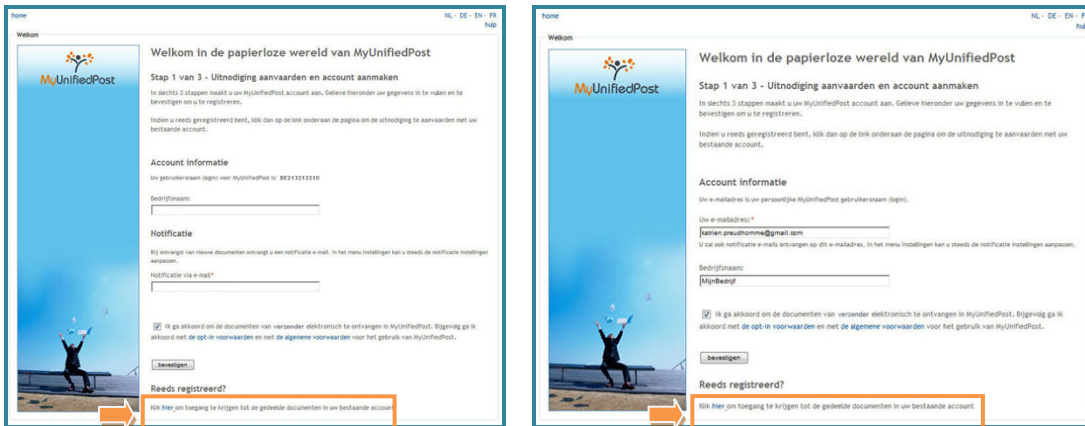 home
NL - DE - EN - FR
hulp
Welkom
MyUnifiedPost
Welkom in de papierloze wereld van MyUnifiedPost
Stap 1 van 3 - Uitnodiging aanvaarden en account aanmaken
In slechts 3 stappen maakt u uw MyUnifiedPost account aan. Gelieve hieronder uw gegevens in te vullen en te
bevestigen om u te registreren.
Indien u reeds geregistreerd bent, klik dan op de link onderaan de pagina om de uitnodiging te aanvaarden met uw
bestaande account.
Account informatie
Uw gebruikersnaam (login) voor MyUnifiedPost is: BE213213210
Bedrijfsnaam:
Notificatie
Bij ontvangst van nieuwe documenten ontvangt u een notificatie e-mail. In het menu Instellingen kan u steeds de notificatie instellingen
aanpassen.
Notificatie via e-mail*
Ik ga akkoord om de documenten van verzender elektronisch te ontvangen in MyUnifiedPost. Bijgevolg ga ik
akkoord met de opt-in voorwaarden en met de algemene voorwaarden voor het gebruik van MyUnifiedPost.
bevestigen
Reeds registreerd?
Klik hier om toegang te krijgen tot de gedeelde documenten in uw bestaande account
home
NL - DE - EN - F
hul
Welkom
MyUnifiedPost
Welkom in de papierloze wereld van MyUnifiedPost
Stap 1 van 3 - Uitnodiging aanvaarden en account aanmaken
In slechts 3 stappen maakt u uw MyUnifiedPost account aan. Gelieve hieronder uw gegevens in te vullen en te
bevestigen om u te registreren.
Indien u reeds geregistreerd bent, klik dan op de link onderaan de pagina om de uitnodiging te aanvaarden met uw
bestaande account.
Account informatie
Uw e-mailadres is uw persoonlijke MyUnifiedPost gebruikersnaam (login).
Uw e-mailadres:*
katrien.preudhomme@gmail.com
U zal ook notificatie e-mails ontvangen op dit e-mailadres. In het menu Instellingen kan u steeds de notificatie instellingen aanpassen.
Bedrijfsnaam:
MijnBedrijf
Ik ga akkoord om de documenten van verzender elektronisch te ontvangen in MyUnifiedPost. Bijgevolg ga ik
akkoord met de opt-in voorwaarden en met de algemene voorwaarden voor het gebruik van MyUnifiedPost.
bevestigen
Reeds registreerd?
Klik hier om toegang te krijgen tot de gedeelde documenten in uw bestaande account